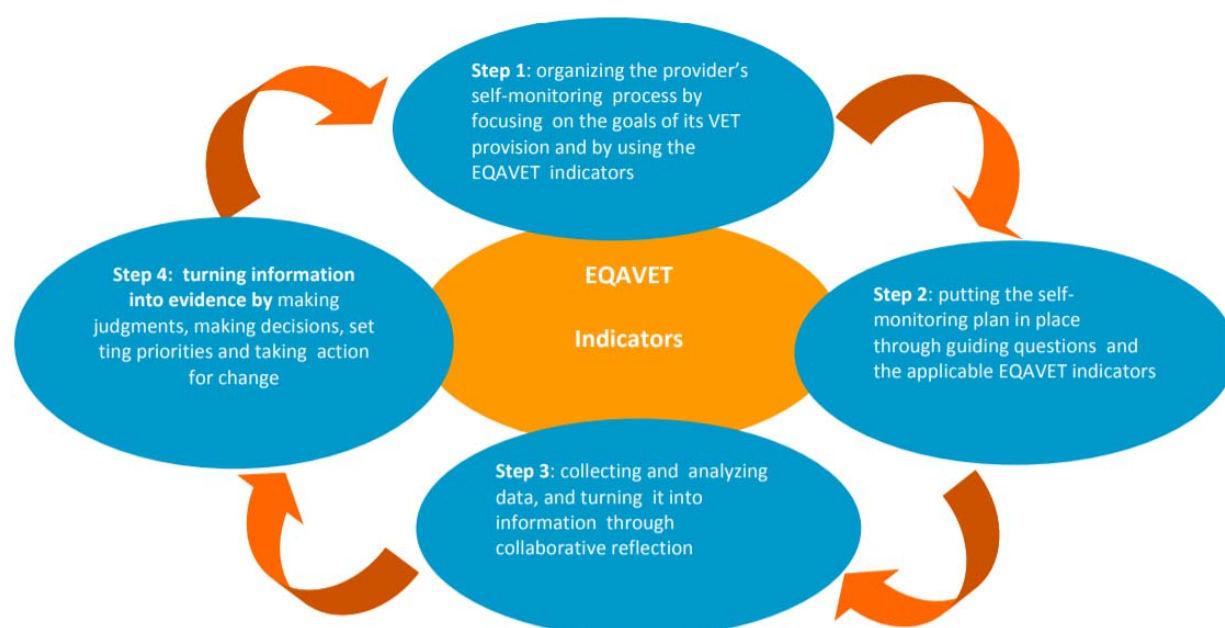 Step 1: organizing the provider's
self-monitoring process by
focusing on the goals of its VET
provision and by using the
EQAVET indicators
EQAVET
Indicators
Step 2: putting the self-
monitoring plan in place
through guiding questions and
the applicable EQAVET indicators
Step 3: collecting and analyzing
data, and turning it into
information through
collaborative reflection
Step 4: turning information
into evidence by making
judgments, making decisions, set
ting priorities and taking action
for change